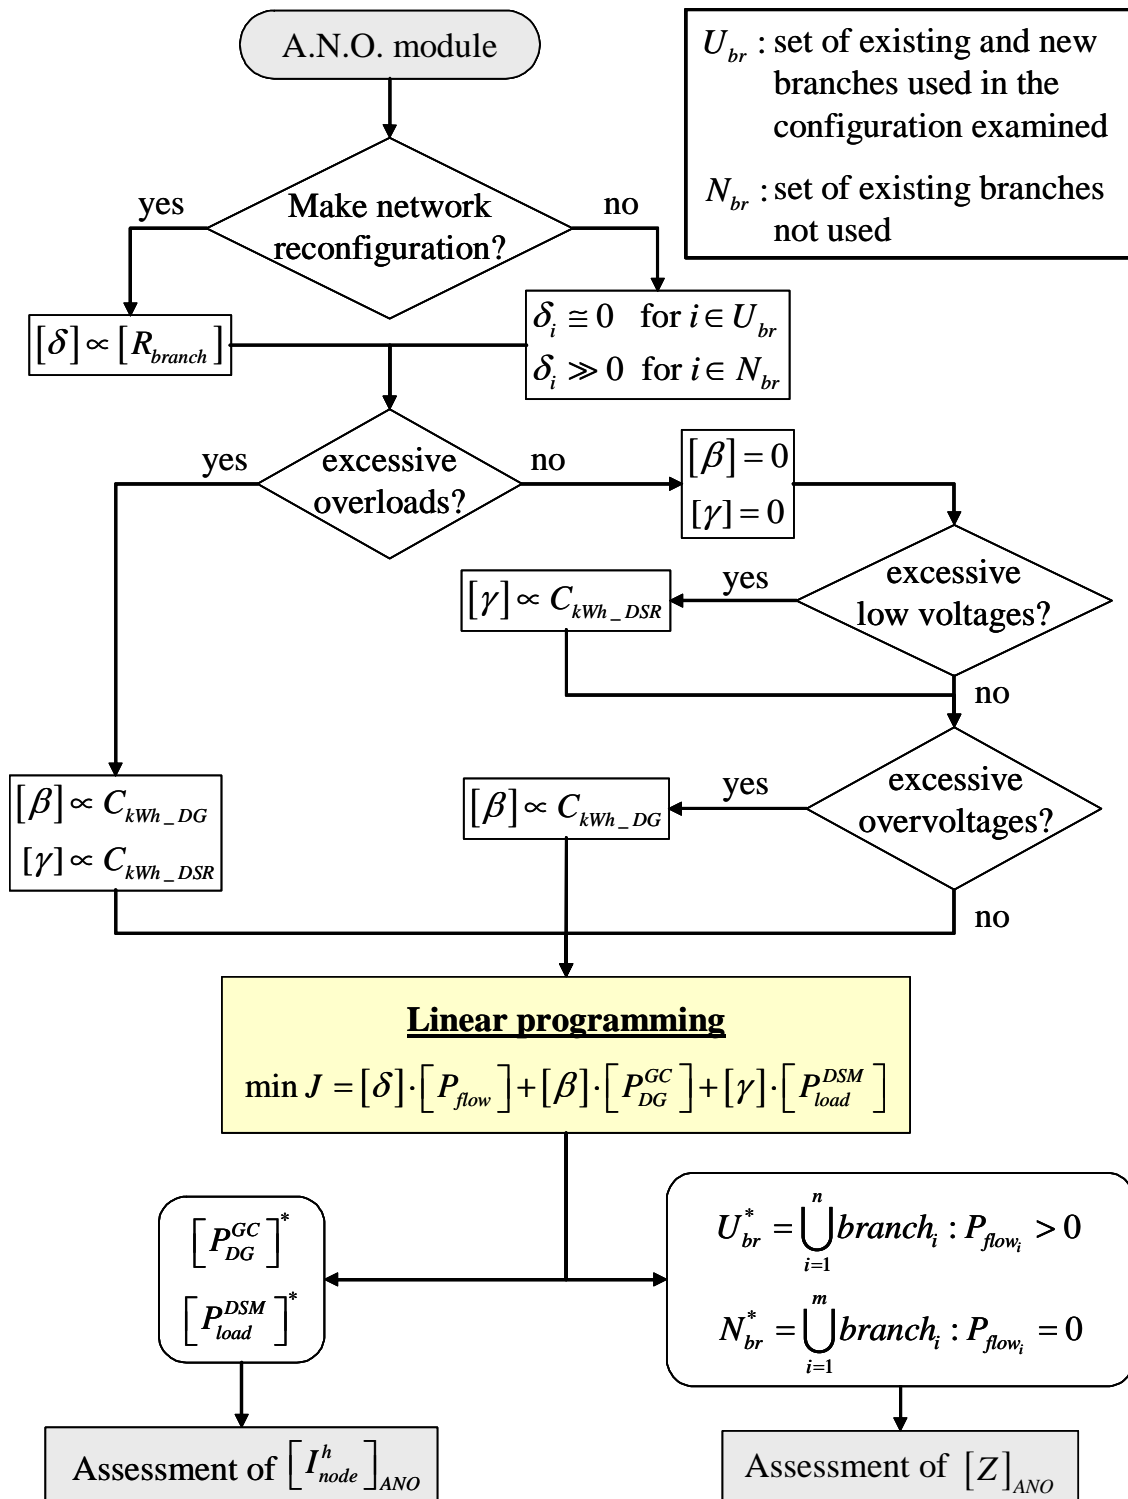 A.N.O. module
U_br : set of existing and new
branches used in the
configuration examined
N_br : set of existing branches
not used
yes
Make network
reconfiguration?
no
[δ] ∝ [R_branch]
δ_i ≅ 0 for i ∈ U_br
δ_i ≫ 0 for i ∈ N_br
yes
excessive
overloads?
no
[β] = 0
[γ] = 0
[γ] ∝ C_kWh_DSR
yes
excessive
low voltages?
no
[β] ∝ C_kWh_DG
[γ] ∝ C_kWh_DSR
[β] ∝ C_kWh_DG
yes
excessive
overvoltages?
no
Linear programming
min J = [δ]·[P_flow] + [β]·[P_DG^GC] + [γ]·[P_load^DSM]
[P_DG^GC]^*
[P_load^DSM]^*
U_br^* = ⋃_{i=1}^{n} branch_i : P_flow_i > 0
N_br^* = ⋃_{i=1}^{m} branch_i : P_flow_i = 0
Assessment of [I_node^h]_ANO
Assessment of [Z]_ANO